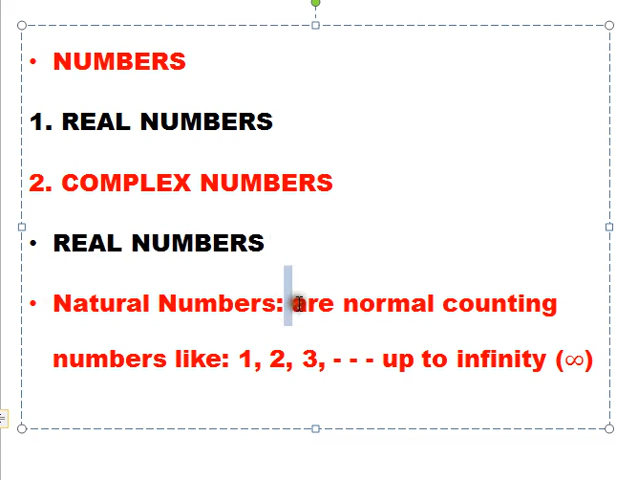 • NUMBERS
1. REAL NUMBERS
2. COMPLEX NUMBERS
• REAL NUMBERS
• Natural Numbers: are normal counting
numbers like: 1, 2, 3, - - - up to infinity (∞)